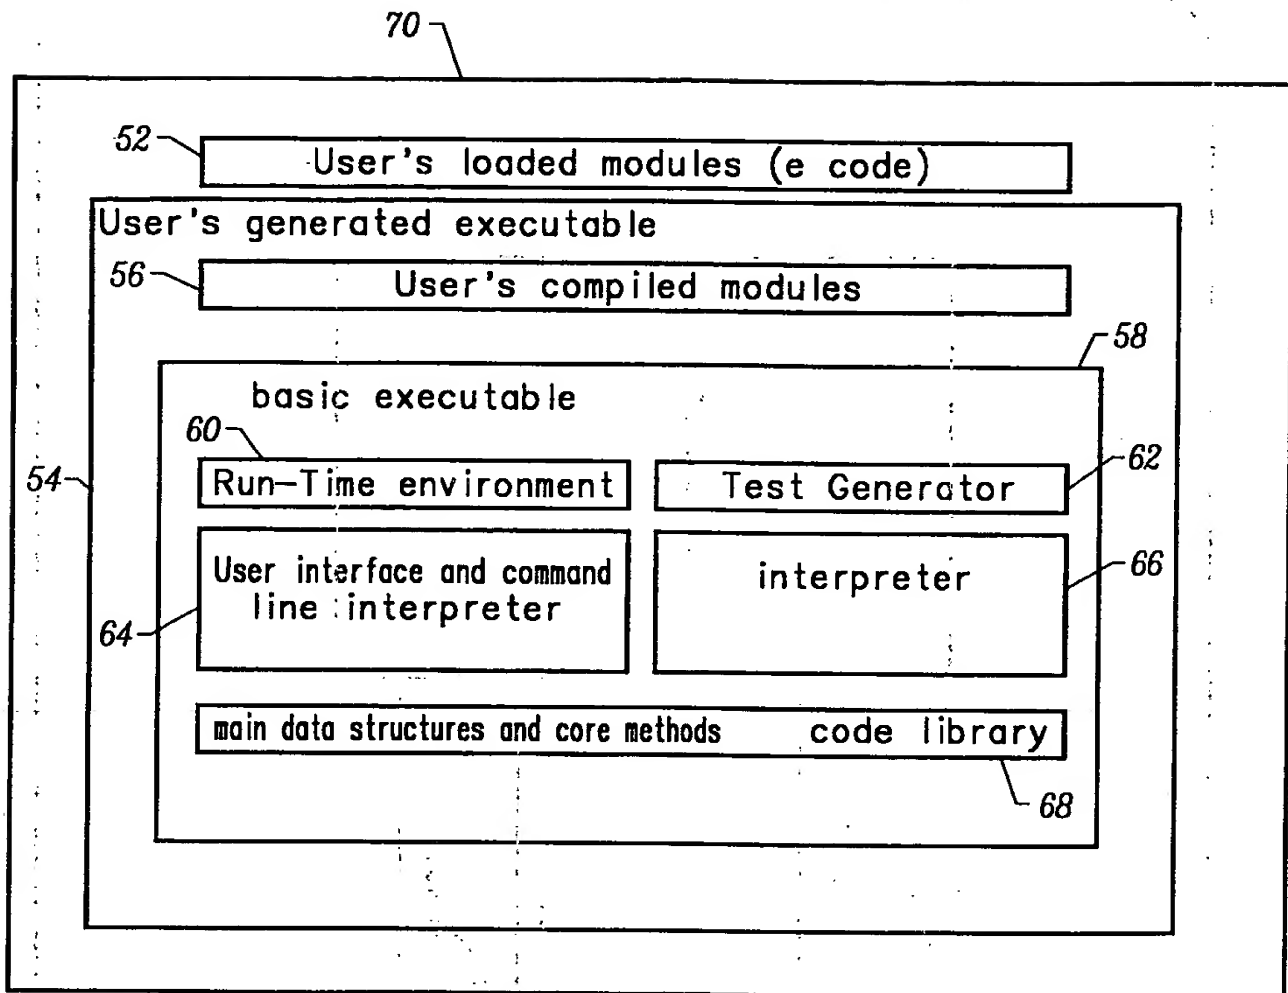 70
52
User's loaded modules (e code)
User's generated executable
56
User's compiled modules
58
basic executable
60
54
Run-Time environment
Test Generator
62
User interface and command
line interpreter
interpreter
66
64
main data structures and core methods code library
68